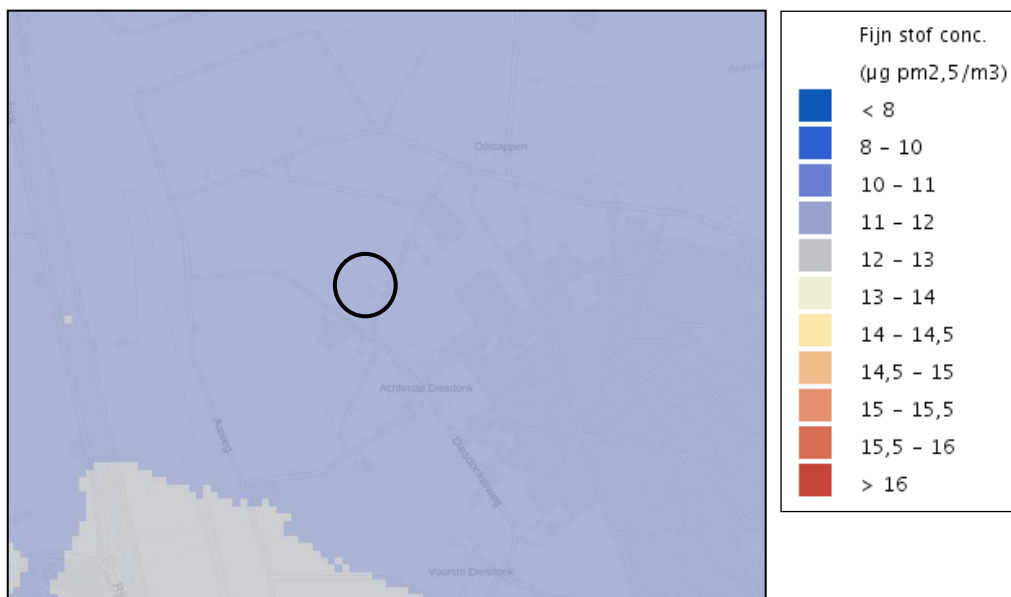 Oostappen
Achterste Diesdonk
Aaweg
Diesdonkerweg
Voorste Diesdonk
Fijn stof conc.
(µg pm2,5/m3)
< 8
8 – 10
10 – 11
11 – 12
12 – 13
13 – 14
14 – 14,5
14,5 – 15
15 – 15,5
15,5 – 16
> 16